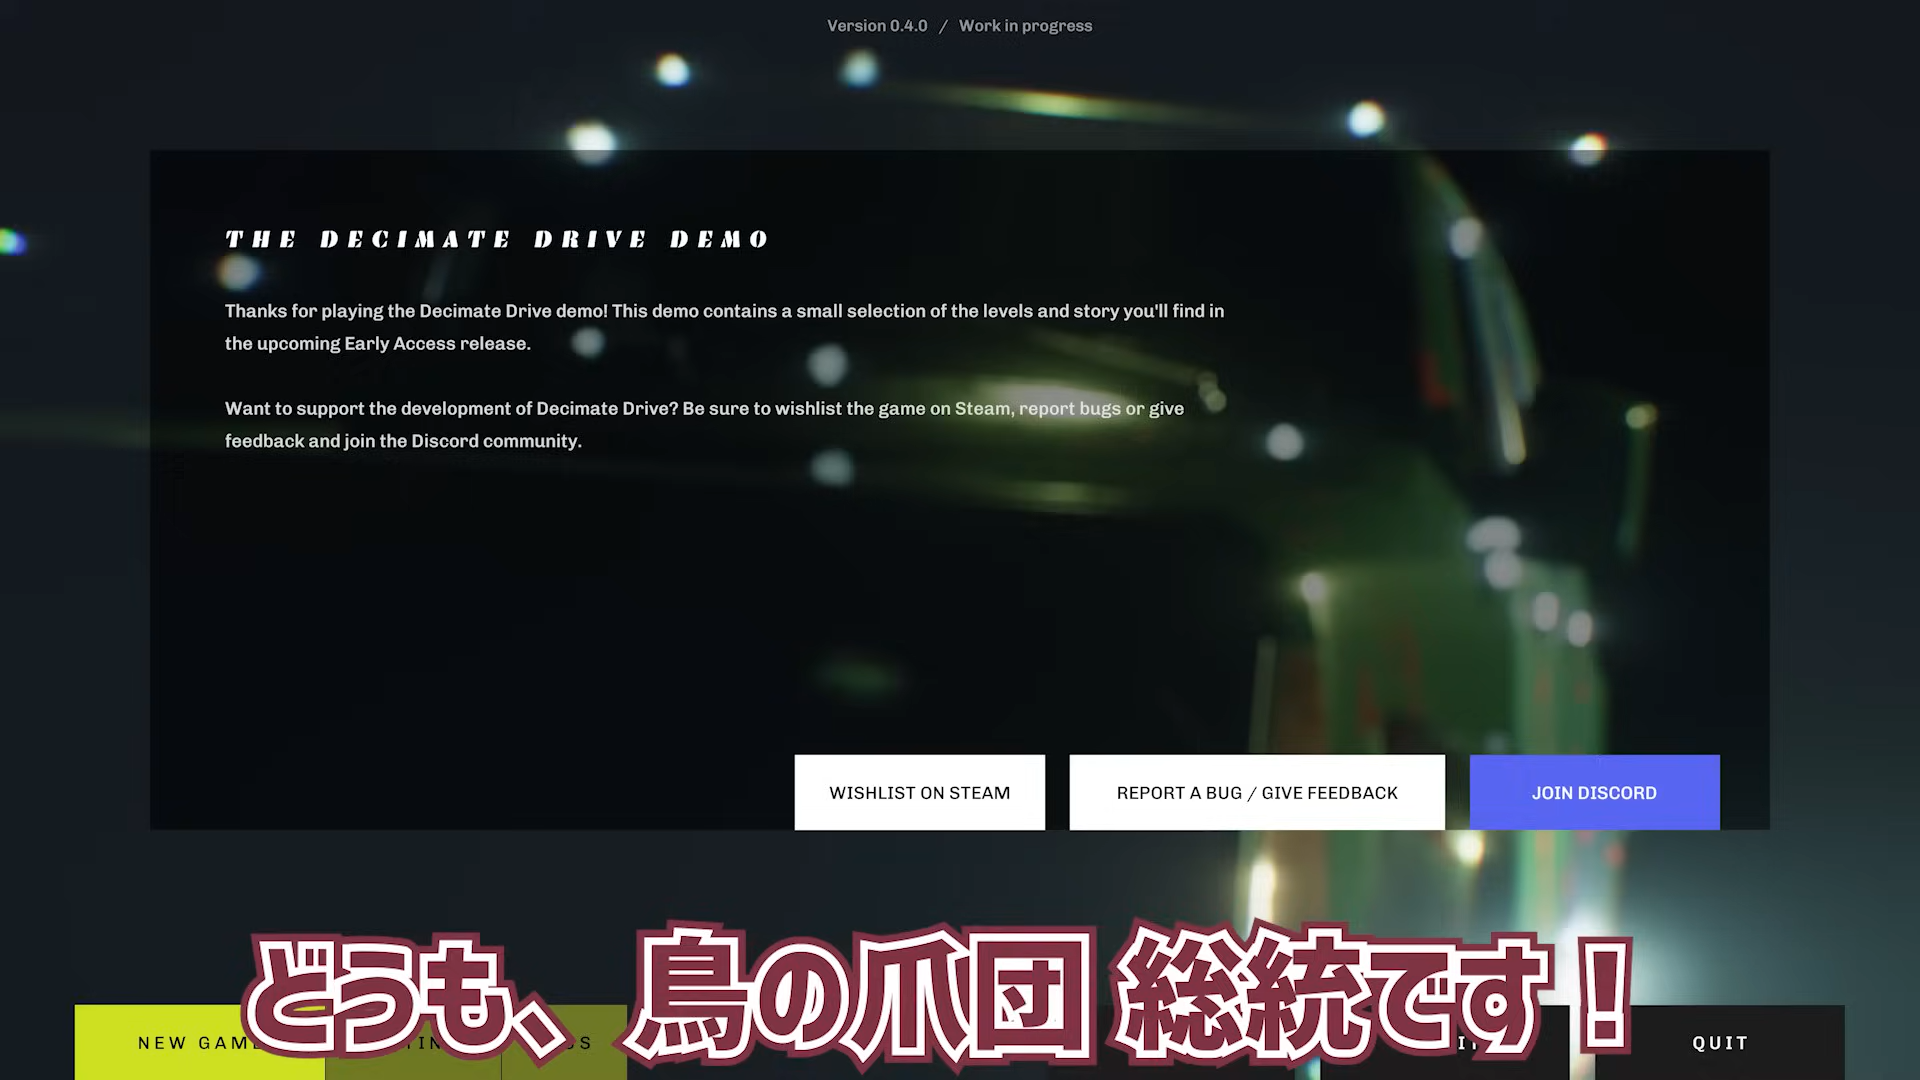 Version 0.4.0 / Work in progress
THE DECIMATE DRIVE DEMO
Thanks for playing the Decimate Drive demo! This demo contains a small selection of the levels and story you'll find in
the upcoming Early Access release.
Want to support the development of Decimate Drive? Be sure to wishlist the game on Steam, report bugs or give
feedback and join the Discord community.
WISHLIST ON STEAM
REPORT A BUG / GIVE FEEDBACK
JOIN DISCORD
どうも、鳥の爪団 総統です!
NEW GAME
QUIT